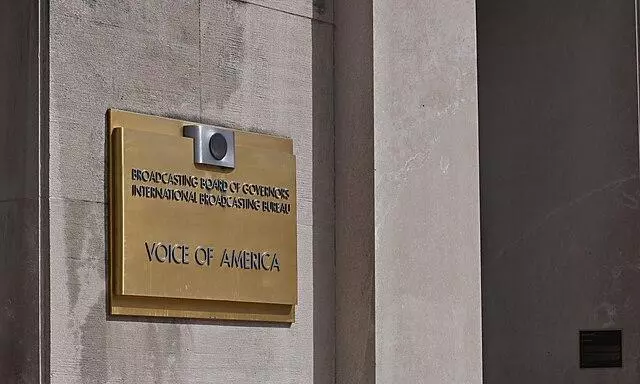 BROADCASTING BOARD OF GOVERNORS
INTERNATIONAL BROADCASTING BUREAU
VOICE OF AMERICA